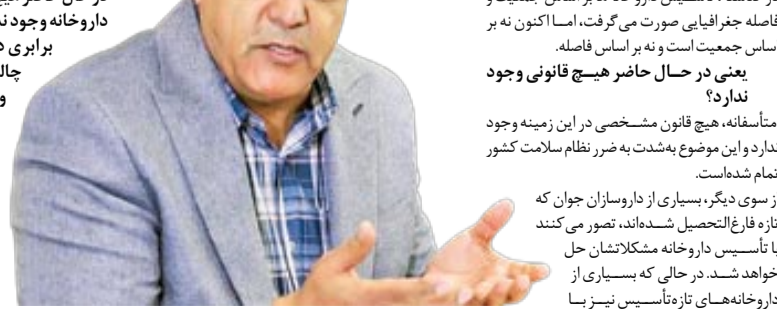 فاصله جغرافیایی صورت می‌گرفت، امـا اکنون نه بر
اساس جمعیت است و نه بر اساس فاصله.
یعنی در حـال حاضر هیـچ قانونی وجود
ندارد؟
متأسفانه، هیچ قانون مشـخصی در این زمینه وجود
ندارد و این موضوع به‌شدت به ضرر نظام سلامت کشور
تمام شده‌است.
از سوی دیگر، بسیاری از داروسازان جوان که
تازه فارغ‌التحصیل شـده‌اند، تصور می‌کنند
با تأسـیس داروخانه مشکلاتشان حل
خواهد شـد. در حالی که بسـیاری از
داروخانه‌هـای تازه‌تأسـیس نیـز بـا
داروخانه وجود
برابری